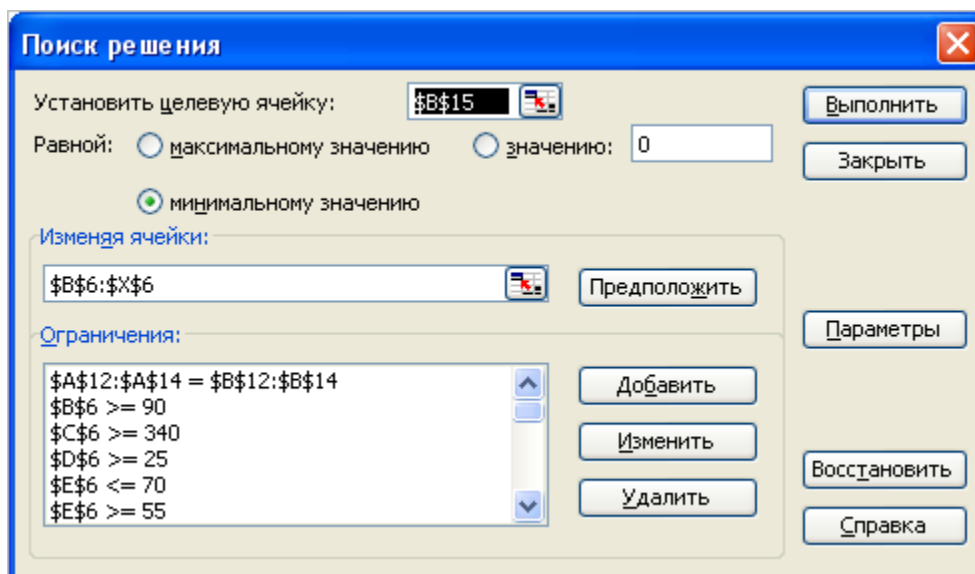 Поиск решения
Установить целевую ячейку: $B$15 Выполнить
Равной: максимальному значению значению: 0 Закрыть
минимальному значению
Изменяя ячейки:
$B$6:$X$6 Предположить
Ограничения: Параметры
$A$12:$A$14 = $B$12:$B$14 Добавить
$B$6 >= 90
$C$6 >= 340 Изменить
$D$6 >= 25 Восстановить
$E$6 <= 70 Удалить
$E$6 >= 55 Справка